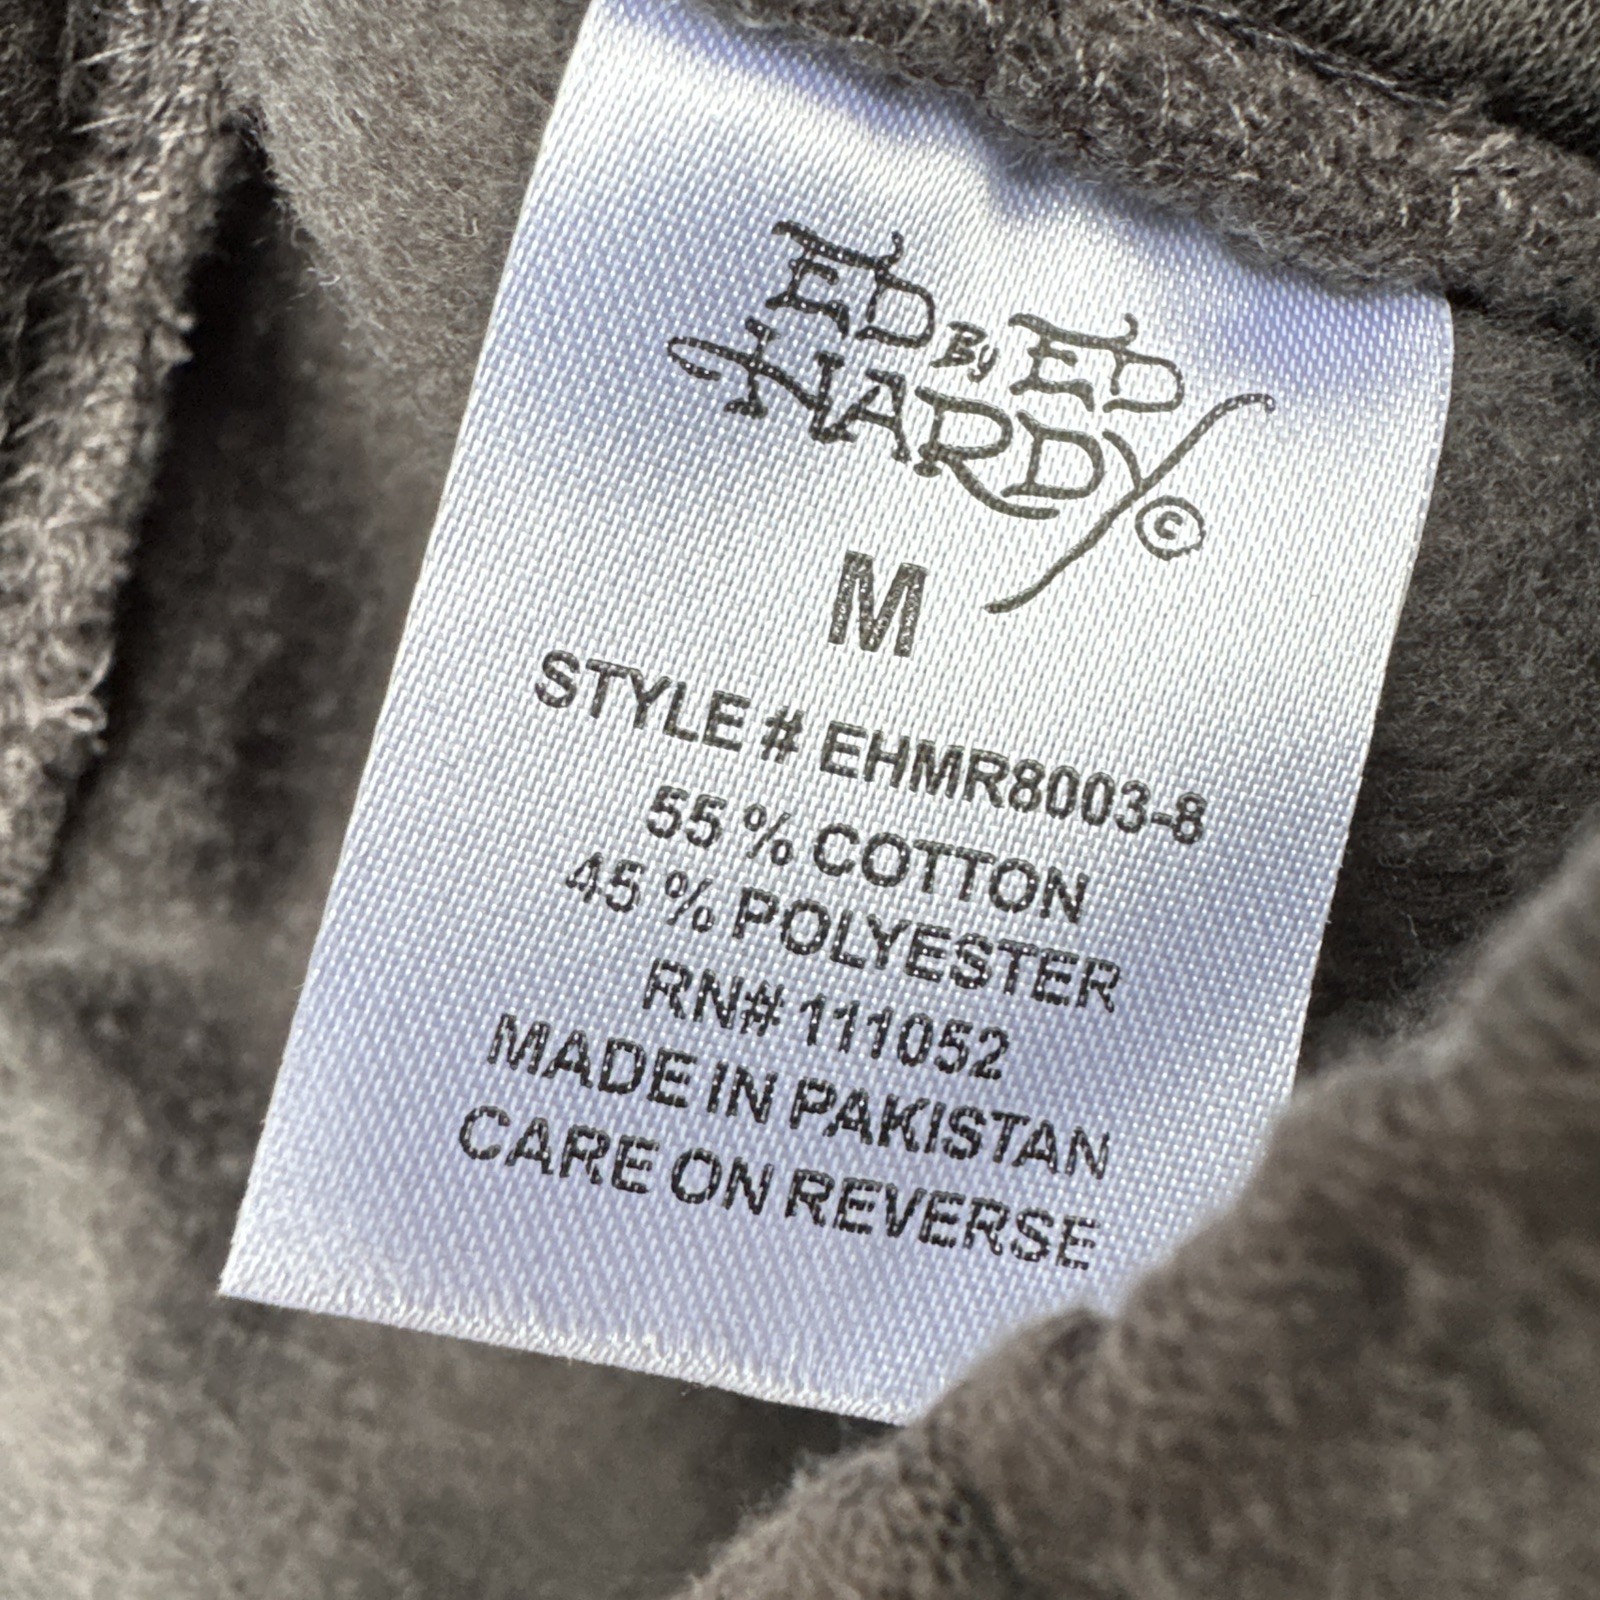 ED By ED
HARDY ©
M
STYLE # EHMR8003-8
55 % COTTON
45 % POLYESTER
RN# 111052
MADE IN PAKISTAN
CARE ON REVERSE